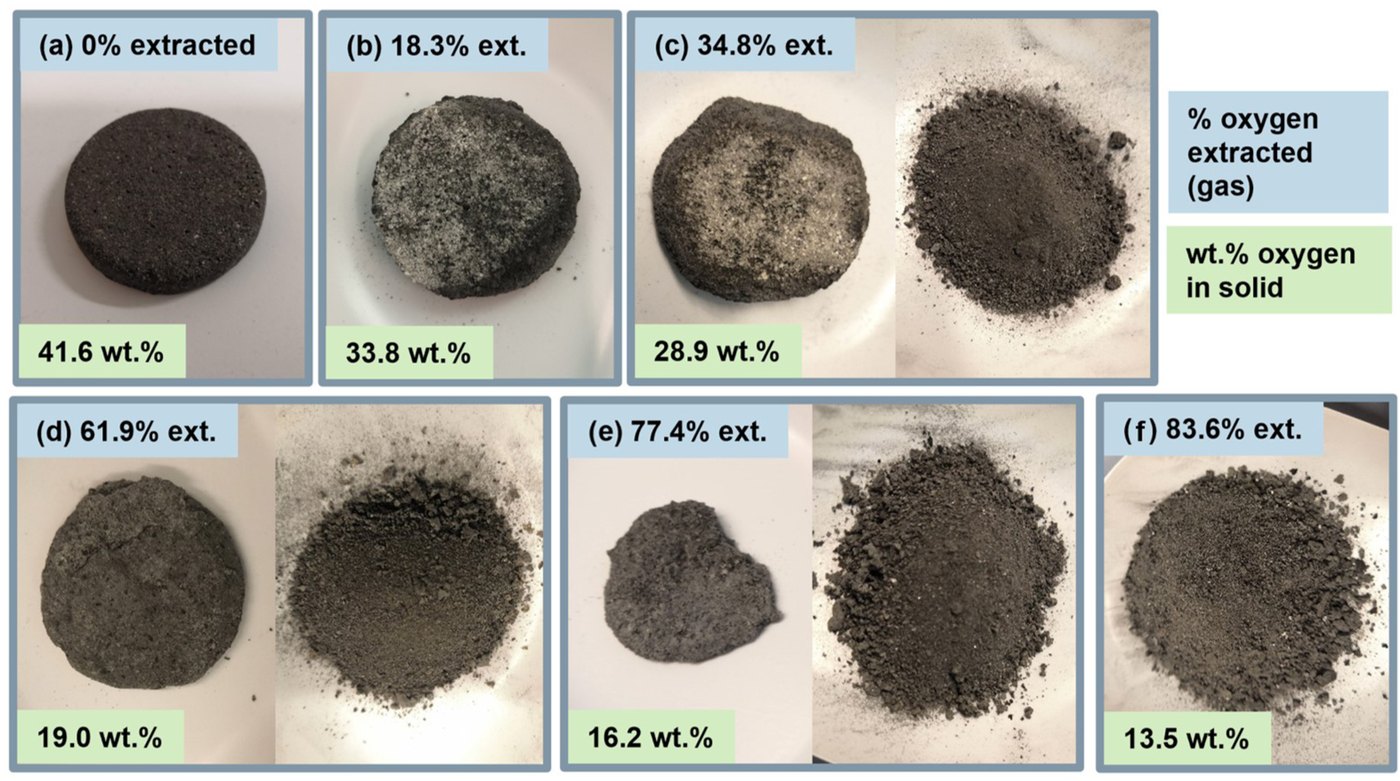 (a) 0% extracted
41.6 wt.%
(b) 18.3% ext.
33.8 wt.%
(c) 34.8% ext.
28.9 wt.%
% oxygen
extracted
(gas)
wt.% oxygen
in solid
(d) 61.9% ext.
19.0 wt.%
(e) 77.4% ext.
16.2 wt.%
(f) 83.6% ext.
13.5 wt.%